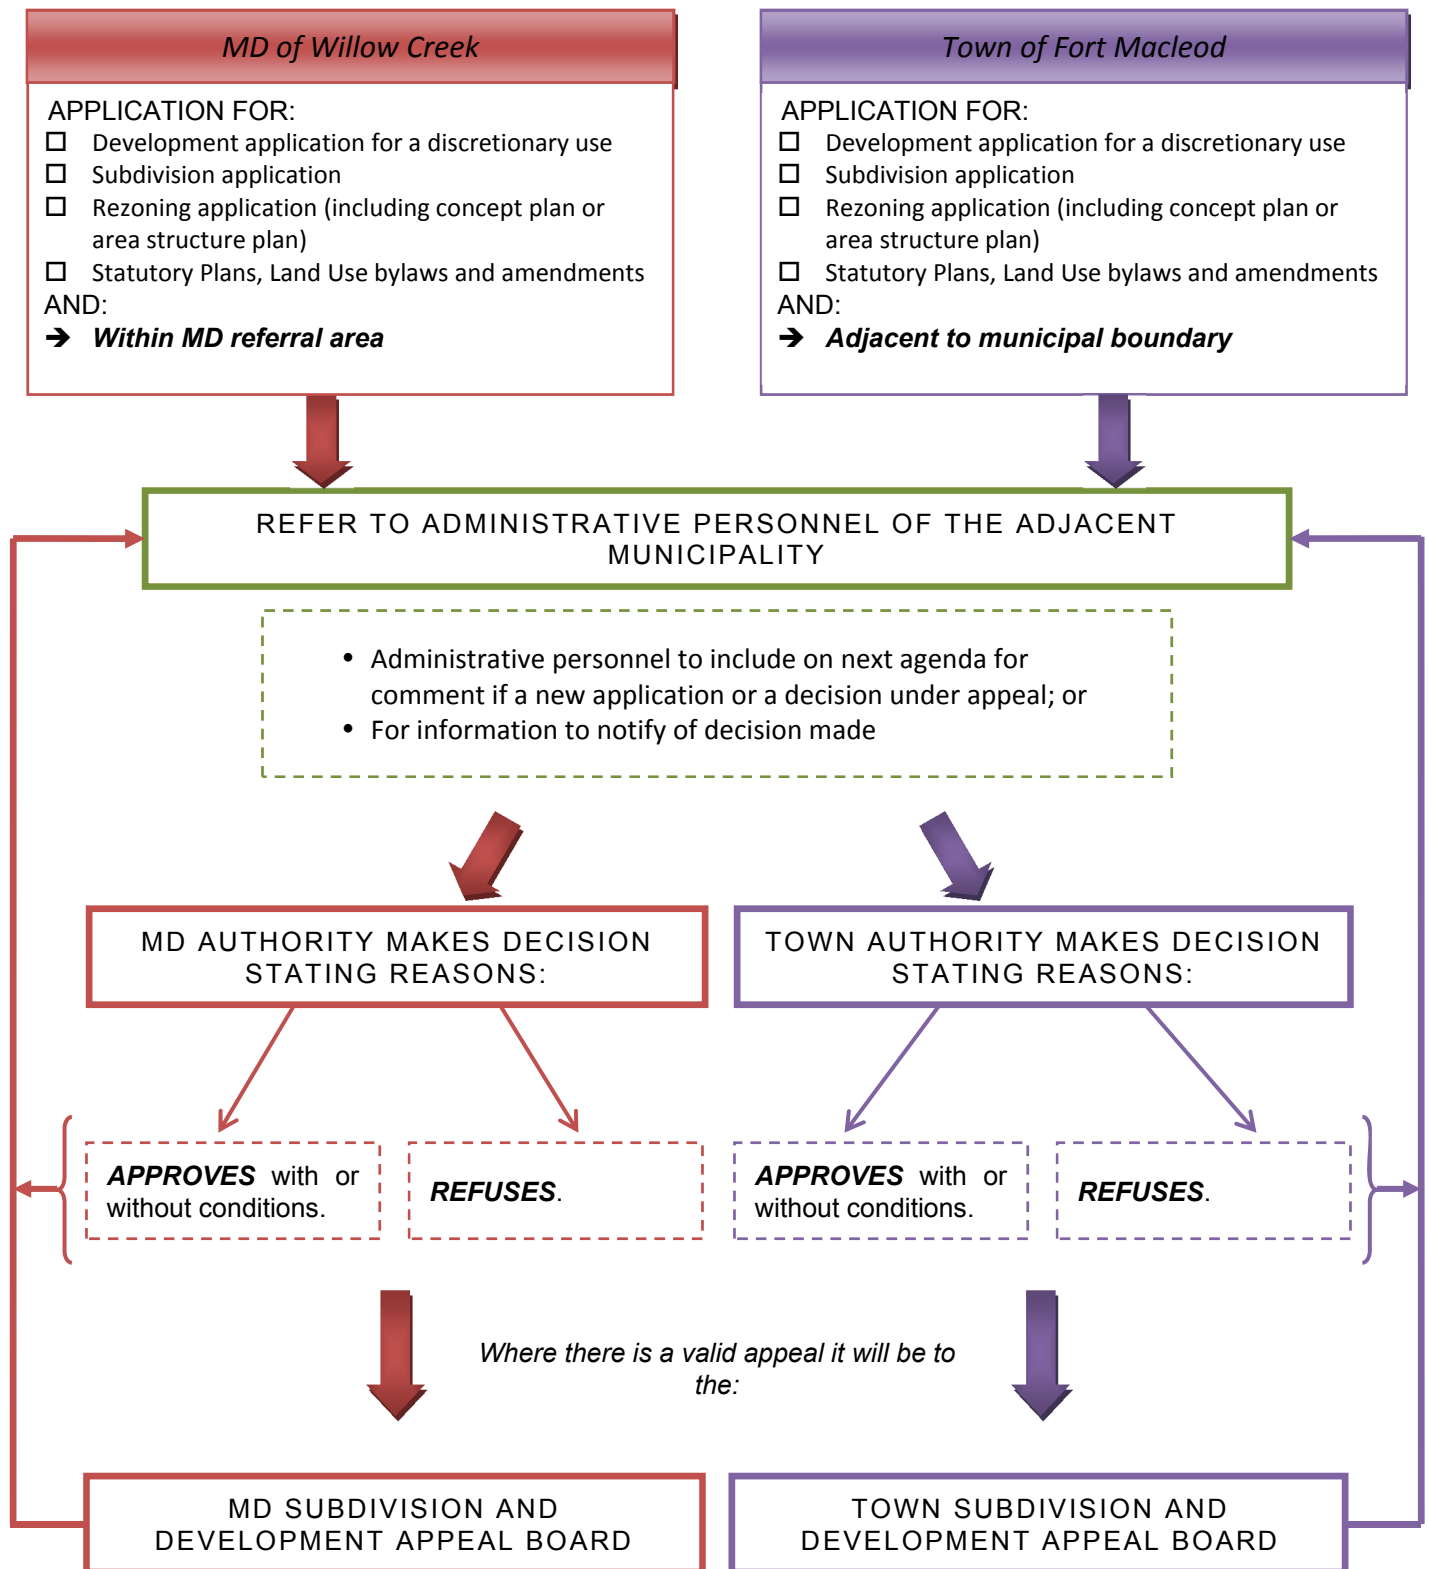 MD of Willow Creek
APPLICATION FOR:
☐ Development application for a discretionary use
☐ Subdivision application
☐ Rezoning application (including concept plan or
area structure plan)
☐ Statutory Plans, Land Use bylaws and amendments
AND:
➔ Within MD referral area
Town of Fort Macleod
APPLICATION FOR:
☐ Development application for a discretionary use
☐ Subdivision application
☐ Rezoning application (including concept plan or
area structure plan)
☐ Statutory Plans, Land Use bylaws and amendments
AND:
➔ Adjacent to municipal boundary
REFER TO ADMINISTRATIVE PERSONNEL OF THE ADJACENT
MUNICIPALITY
• Administrative personnel to include on next agenda for
comment if a new application or a decision under appeal; or
• For information to notify of decision made
MD AUTHORITY MAKES DECISION
STATING REASONS:
TOWN AUTHORITY MAKES DECISION
STATING REASONS:
APPROVES with or
without conditions.
REFUSES.
APPROVES with or
without conditions.
REFUSES.
Where there is a valid appeal it will be to
the:
MD SUBDIVISION AND
DEVELOPMENT APPEAL BOARD
TOWN SUBDIVISION AND
DEVELOPMENT APPEAL BOARD